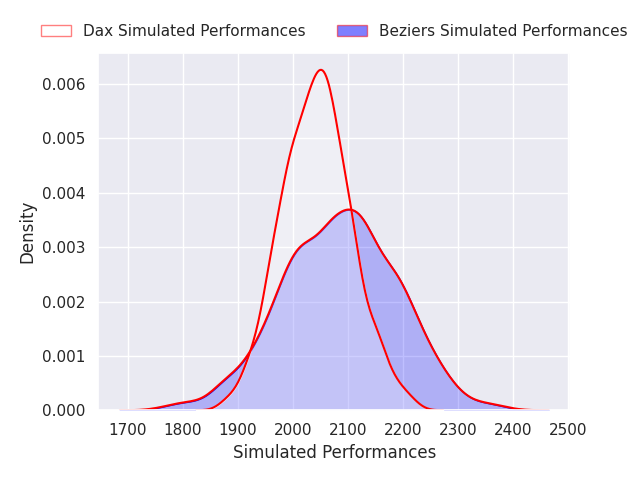 Dax Simulated Performances
Beziers Simulated Performances
0.006
0.005
0.004
0.003
0.002
0.001
0.000
Density
1700 1800 1900 2000 2100 2200 2300 2400 2500
Simulated Performances